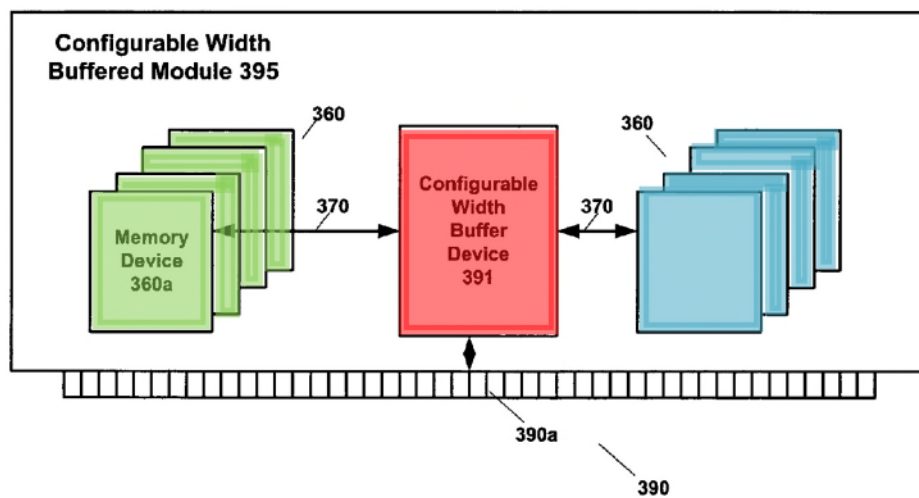 Configurable Width
Buffered Module 395
360
360
370
370
Memory
Device
360a
Configurable
Width
Buffer
Device
391
390a
390